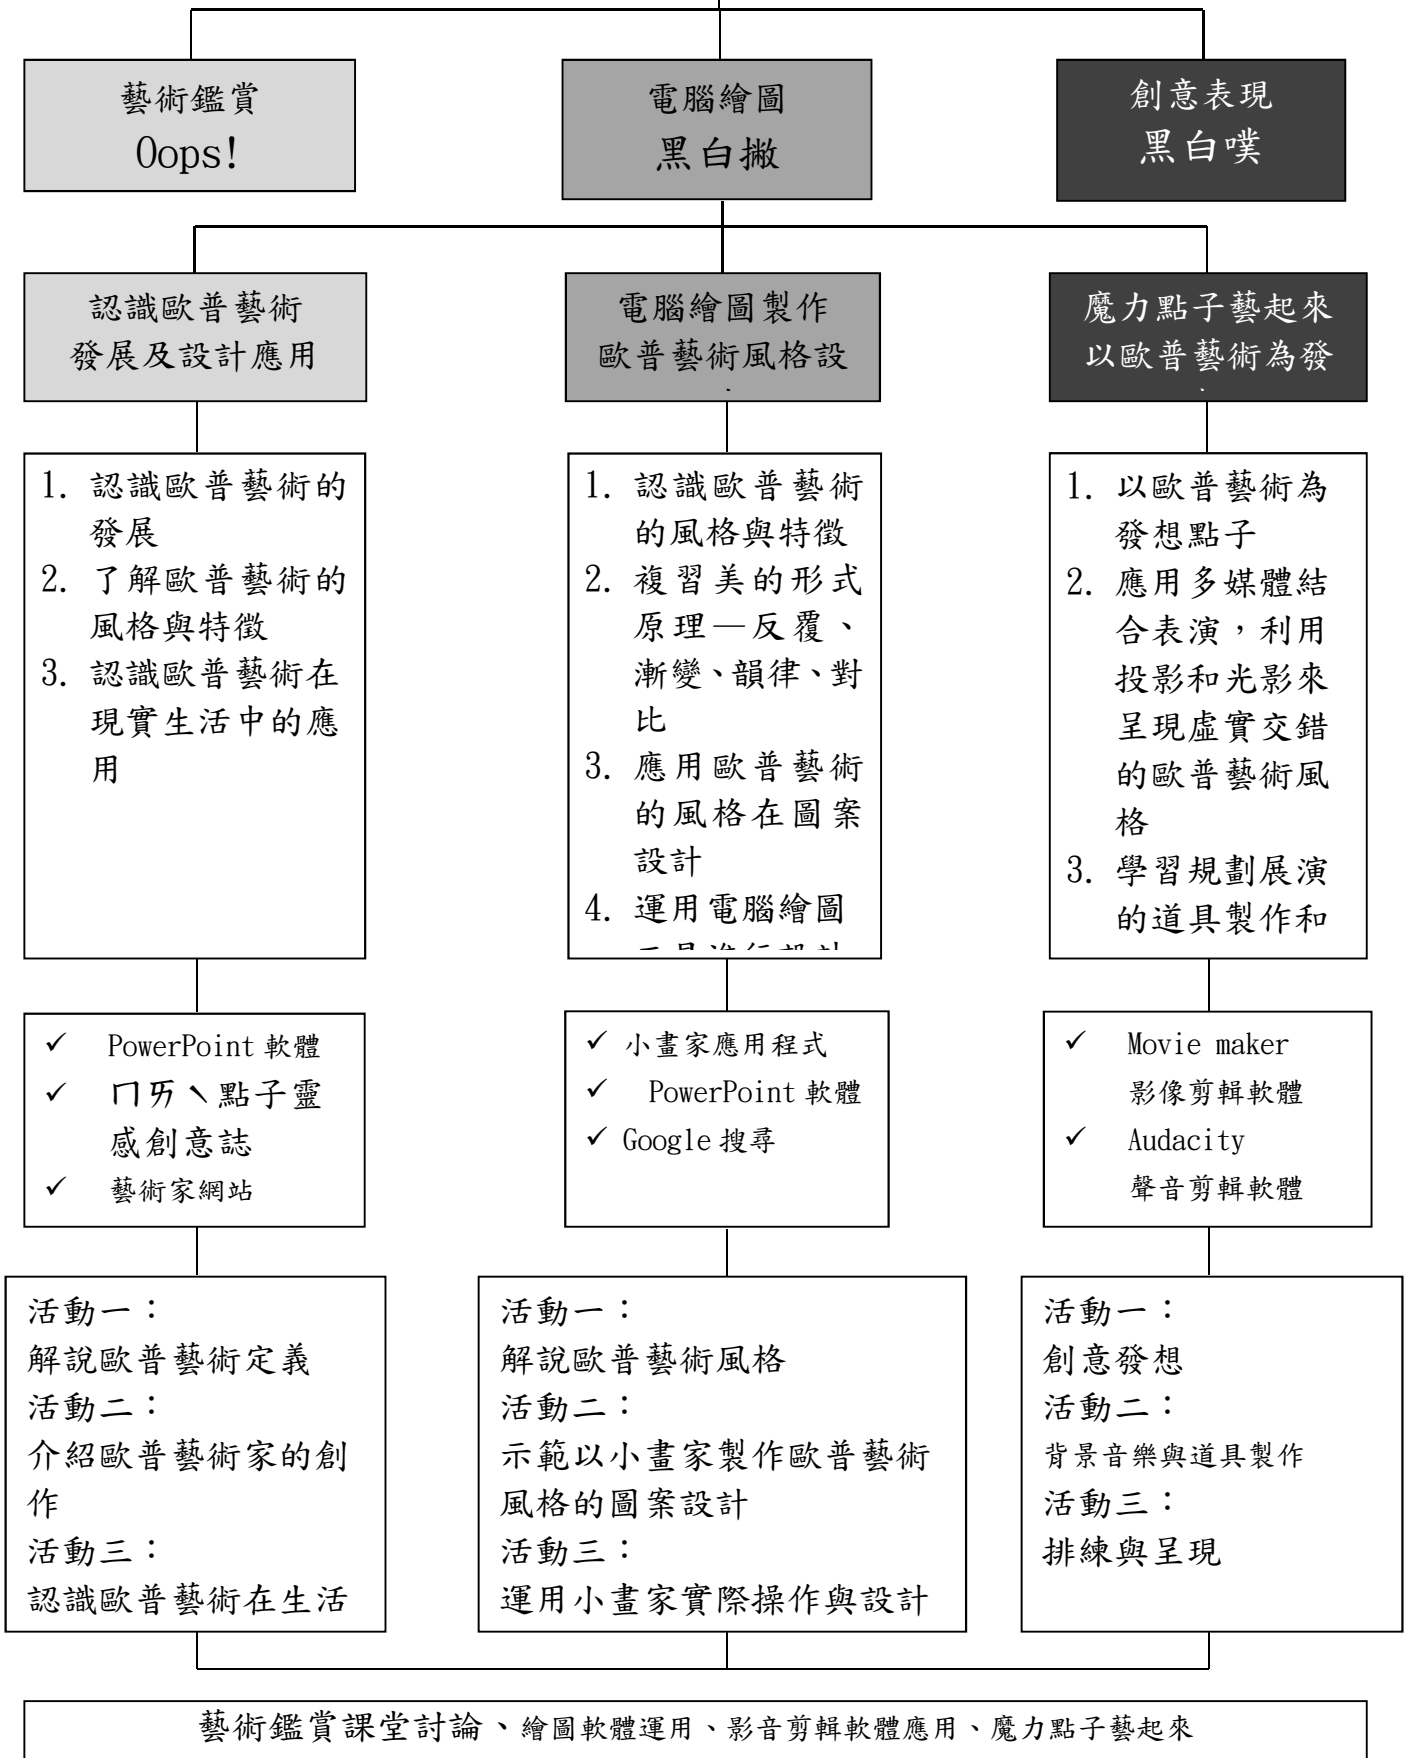 藝術鑑賞
Oops!
電腦繪圖
黑白撇
創意表現
黑白噗
認識歐普藝術
發展及設計應用
電腦繪圖製作
歐普藝術風格設
魔力點子藝起來
以歐普藝術為發
1. 認識歐普藝術的
發展
2. 了解歐普藝術的
風格與特徵
3. 認識歐普藝術在
現實生活中的應
用
1. 認識歐普藝術
的風格與特徵
2. 複習美的形式
原理—反覆、
漸變、韻律、對
比
3. 應用歐普藝術
的風格在圖案
設計
4. 運用電腦繪圖
1. 以歐普藝術為
發想點子
2. 應用多媒體結
合表演，利用
投影和光影來
呈現虛實交錯
的歐普藝術風
格
3. 學習規劃展演
的道具製作和
✓ PowerPoint 軟體
✓ ㄇㄞˋ點子靈
感創意誌
✓ 藝術家網站
✓ 小畫家應用程式
✓ PowerPoint 軟體
✓ Google 搜尋
✓ Movie maker
影像剪輯軟體
✓ Audacity
聲音剪輯軟體
活動一：
解說歐普藝術定義
活動二：
介紹歐普藝術家的創
作
活動三：
認識歐普藝術在生活
活動一：
解說歐普藝術風格
活動二：
示範以小畫家製作歐普藝術
風格的圖案設計
活動三：
運用小畫家實際操作與設計
活動一：
創意發想
活動二：
背景音樂與道具製作
活動三：
排練與呈現
藝術鑑賞課堂討論、繪圖軟體運用、影音剪輯軟體應用、魔力點子藝起來